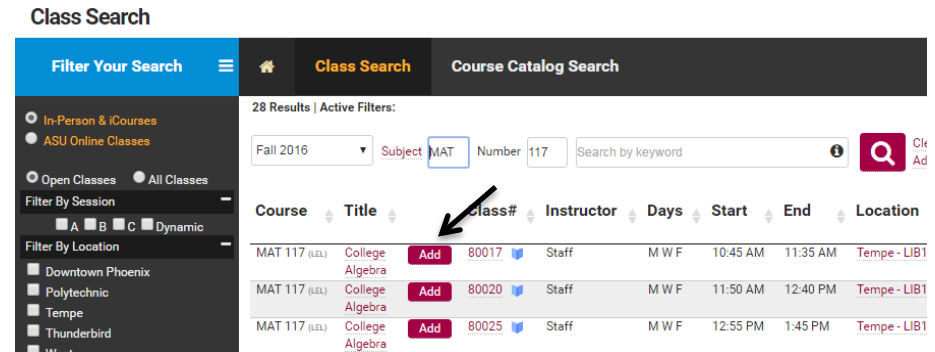 Class Search
Filter Your Search
Class Search Course Catalog Search
In-Person & iCourses
ASU Online Classes
Open Classes All Classes
Filter By Session
A B C Dynamic
Filter By Location
Downtown Phoenix
Polytechnic
Tempe
Thunderbird
28 Results | Active Filters:
Fall 2016 Subject MAT Number 117 Search by keyword
Course Title Class# Instructor Days Start End Location
MAT 117 (LEL) College Add 80017 Staff M W F 10:45 AM 11:35 AM Tempe - LIB1
Algebra
MAT 117 (LEL) College Add 80020 Staff M W F 11:50 AM 12:40 PM Tempe - LIB1
Algebra
MAT 117 (LEL) College Add 80025 Staff M W F 12:55 PM 1:45 PM Tempe - LIB1
Algebra